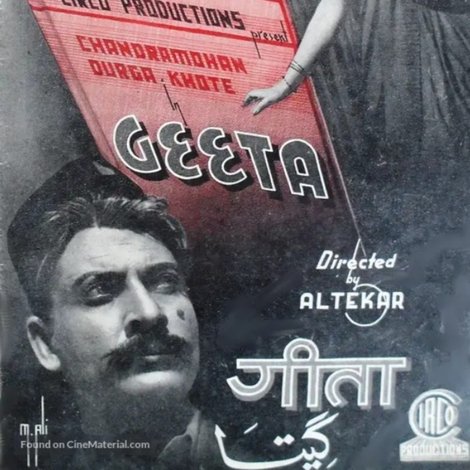 CIRCO PRODUCTIONS
present
CHANDRAMOHAN
DURGA·KHOTE
in
GEETA
Directed
by
ALTEKAR
गीता
گیتا
CIRCO
PRODUCTIONS
m. Ali
Found on CineMaterial.com